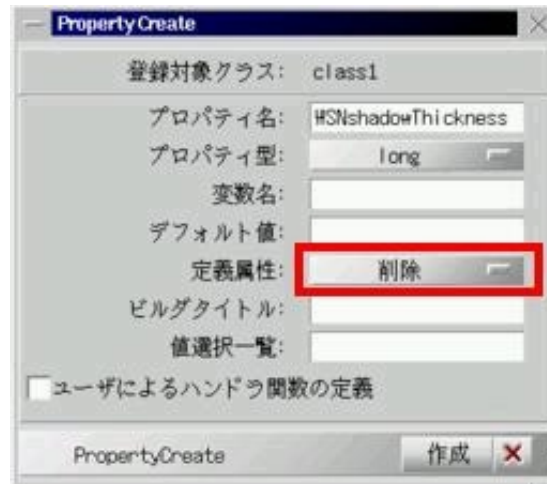 PropertyCreate
登録対象クラス: class1
プロパティ名: WSNshadowThickness
プロパティ型: long
変数名:
デフォルト値:
定義属性: 削除
ビルダタイトル:
値選択一覧:
ユーザによるハンドラ関数の定義
PropertyCreate 作成